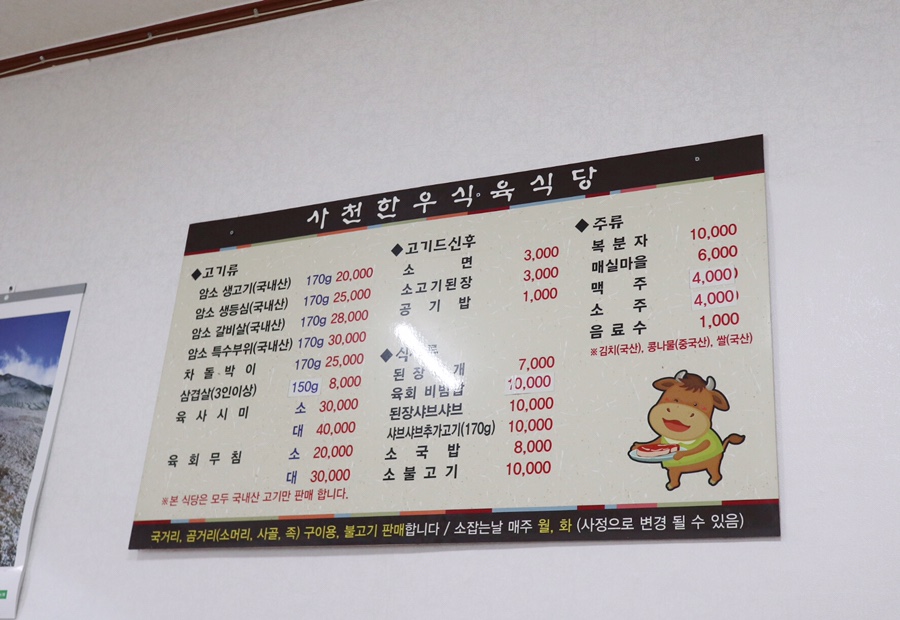 사천한우식육식당
◆고기류
암소 생고기(국내산) 170g 20,000
암소 생등심(국내산) 170g 25,000
암소 갈비살(국내산) 170g 28,000
암소 특수부위(국내산) 170g 30,000
차돌박이 170g 25,000
삼겹살(3인이상) 150g 8,000
육사시미 소 30,000
대 40,000
육회무침 소 20,000
대 30,000
※본 식당은 모두 국내산 고기만 판매 합니다.
◆고기드신후
소면 3,000
소고기된장 3,000
공기밥 1,000
◆식
된장 개 7,000
육회 비빔밥 10,000
된장샤브샤브 10,000
샤브샤브추가고기(170g) 10,000
소국밥 8,000
소불고기 10,000
◆주류
복분자 10,000
매실마을 6,000
맥주 4,000
소주 4,000
음료수 1,000
※김치(국산), 콩나물(중국산), 쌀(국산)
국거리, 곰거리(소머리, 사골, 족) 구이용, 불고기 판매합니다 / 소잡는날 매주 월, 화 (사정으로 변경 될 수 있음)